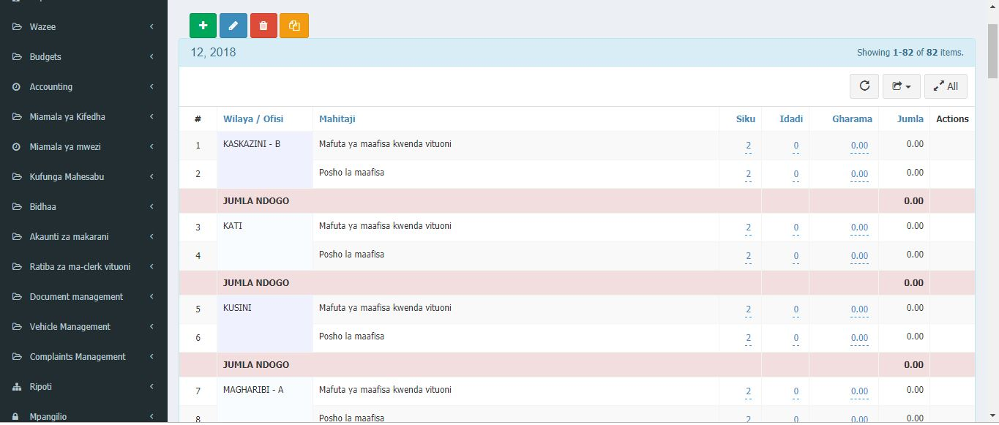 Wazee
Budgets
Accounting
Miamala ya Kifedha
Miamala ya mwezi
Kufunga Mahesabu
Bidhaa
Akaunti za makarani
Ratiba za ma-clerk vituoni
Document management
Vehicle Management
Complaints Management
Ripoti
Mpangilio
12, 2018 Showing 1-82 of 82 items.
All
# Wilaya / Ofisi Mahitaji Siku Idadi Gharama Jumla Actions
1 KASKAZINI - B Mafuta ya maafisa kwenda vituoni 2 0 0.00 0.00
2 Posho la maafisa 2 0 0.00 0.00
JUMLA NDOGO 0.00
3 KATI Mafuta ya maafisa kwenda vituoni 2 0 0.00 0.00
4 Posho la maafisa 2 0 0.00 0.00
JUMLA NDOGO 0.00
5 KUSINI Mafuta ya maafisa kwenda vituoni 2 0 0.00 0.00
6 Posho la maafisa 2 0 0.00 0.00
JUMLA NDOGO 0.00
7 MAGHARIBI - A Mafuta ya maafisa kwenda vituoni 2 0 0.00 0.00
8 Posho la maafisa 2 0 0.00 0.00